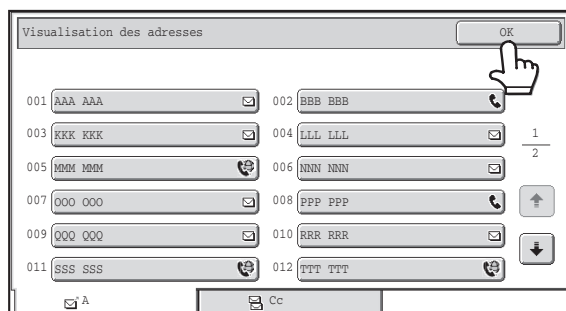 Visualisation des adresses OK
001 AAA AAA 002 BBB BBB
003 KKK KKK 004 LLL LLL 1
005 MMM MMM 006 NNN NNN 2
007 OOO OOO 008 PPP PPP
009 QQQ QQQ 010 RRR RRR
011 SSS SSS 012 TTT TTT
A Cc